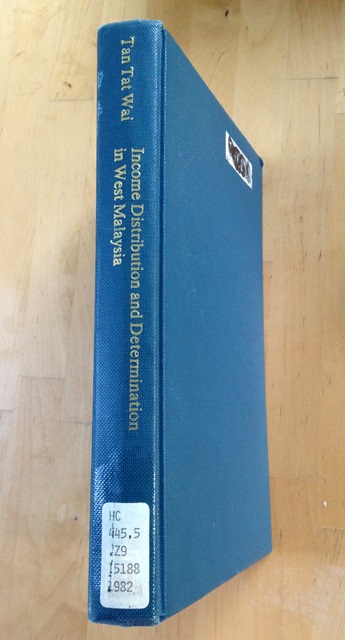 Tan Tat Wai
Income Distribution and Determination
in West Malaysia
HC
445.5
.Z9
I5188
1982